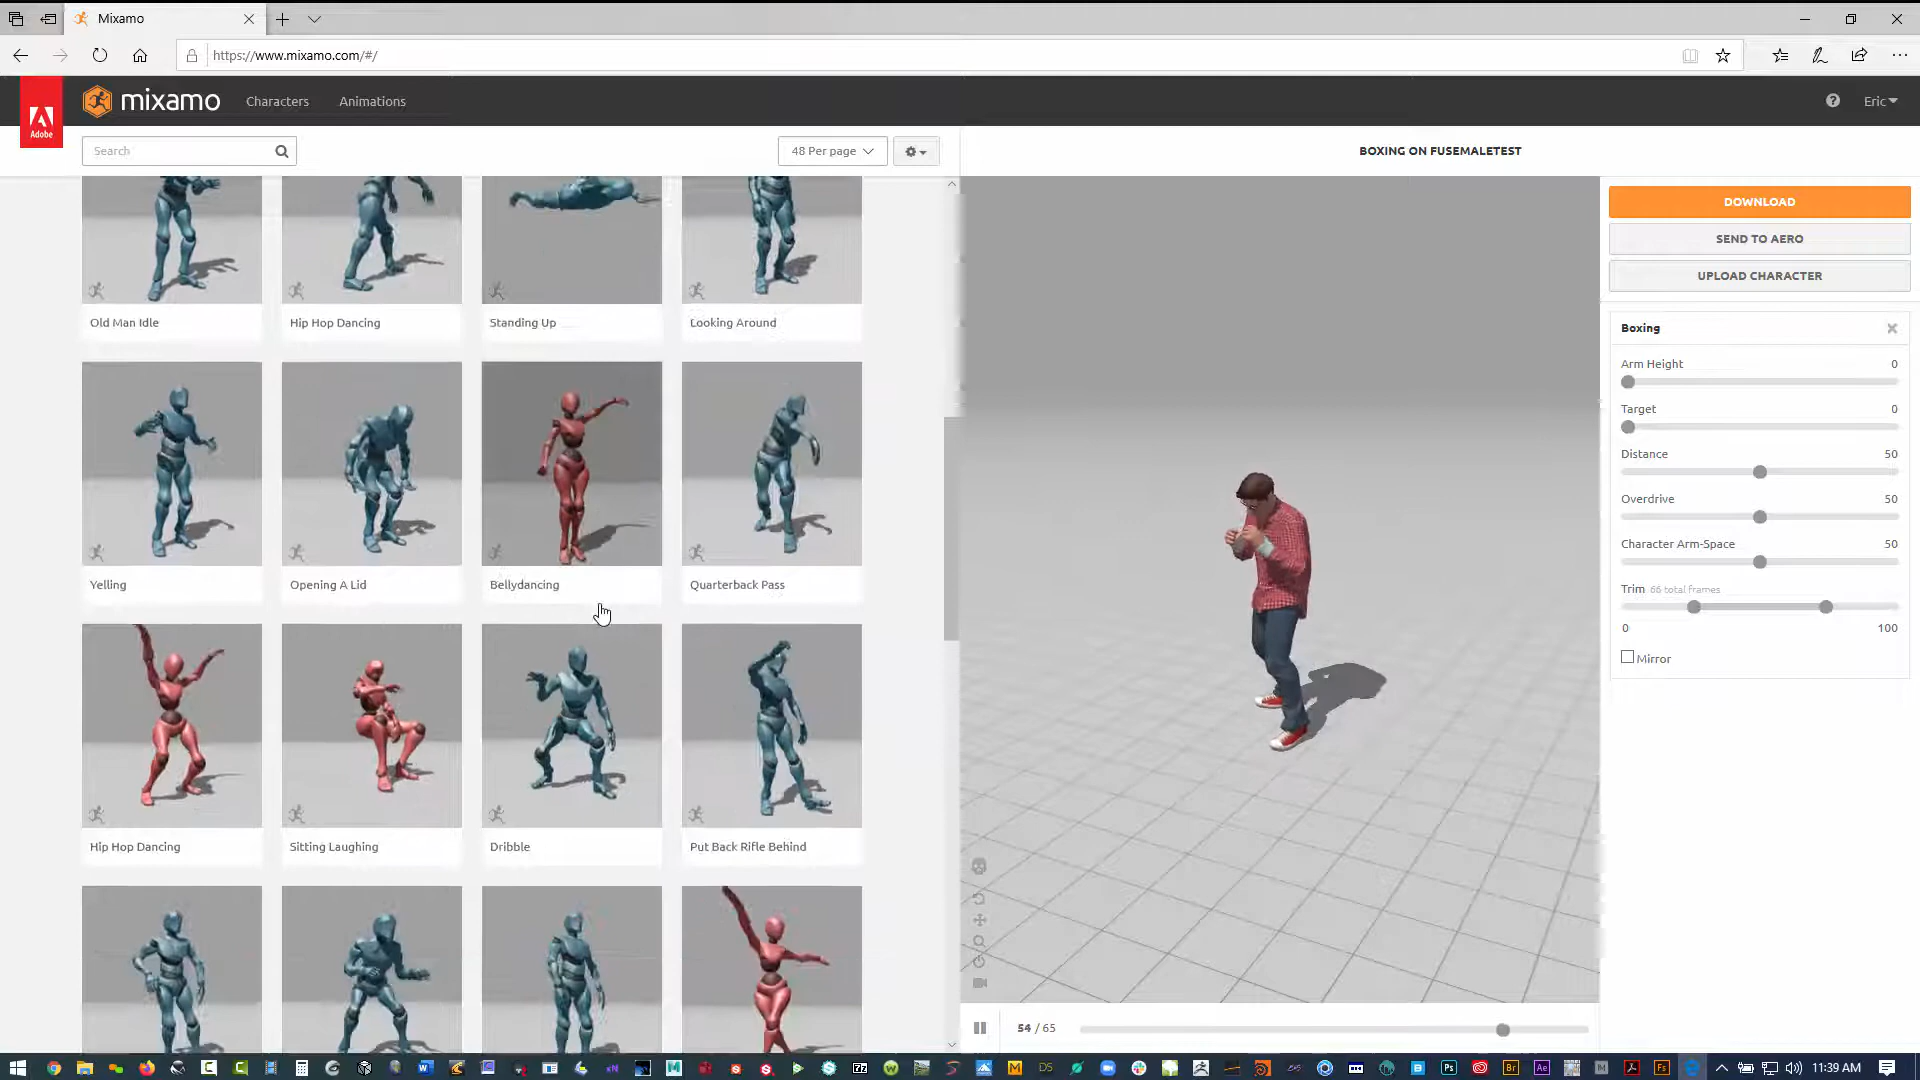 Mixamo
https://www.mixamo.com/#/
Adobe
mixamo
Characters
Animations
Eric
Search
48 Per page
BOXING ON FUSEMALETEST
DOWNLOAD
SEND TO AERO
UPLOAD CHARACTER
Old Man Idle
Hip Hop Dancing
Standing Up
Looking Around
Boxing
Arm Height 0
Target 0
Distance 50
Overdrive 50
Character Arm-Space 50
Trim 66 total frames
0 100
Mirror
Yelling
Opening A Lid
Bellydancing
Quarterback Pass
Hip Hop Dancing
Sitting Laughing
Dribble
Put Back Rifle Behind
54 / 65
11:39 AM